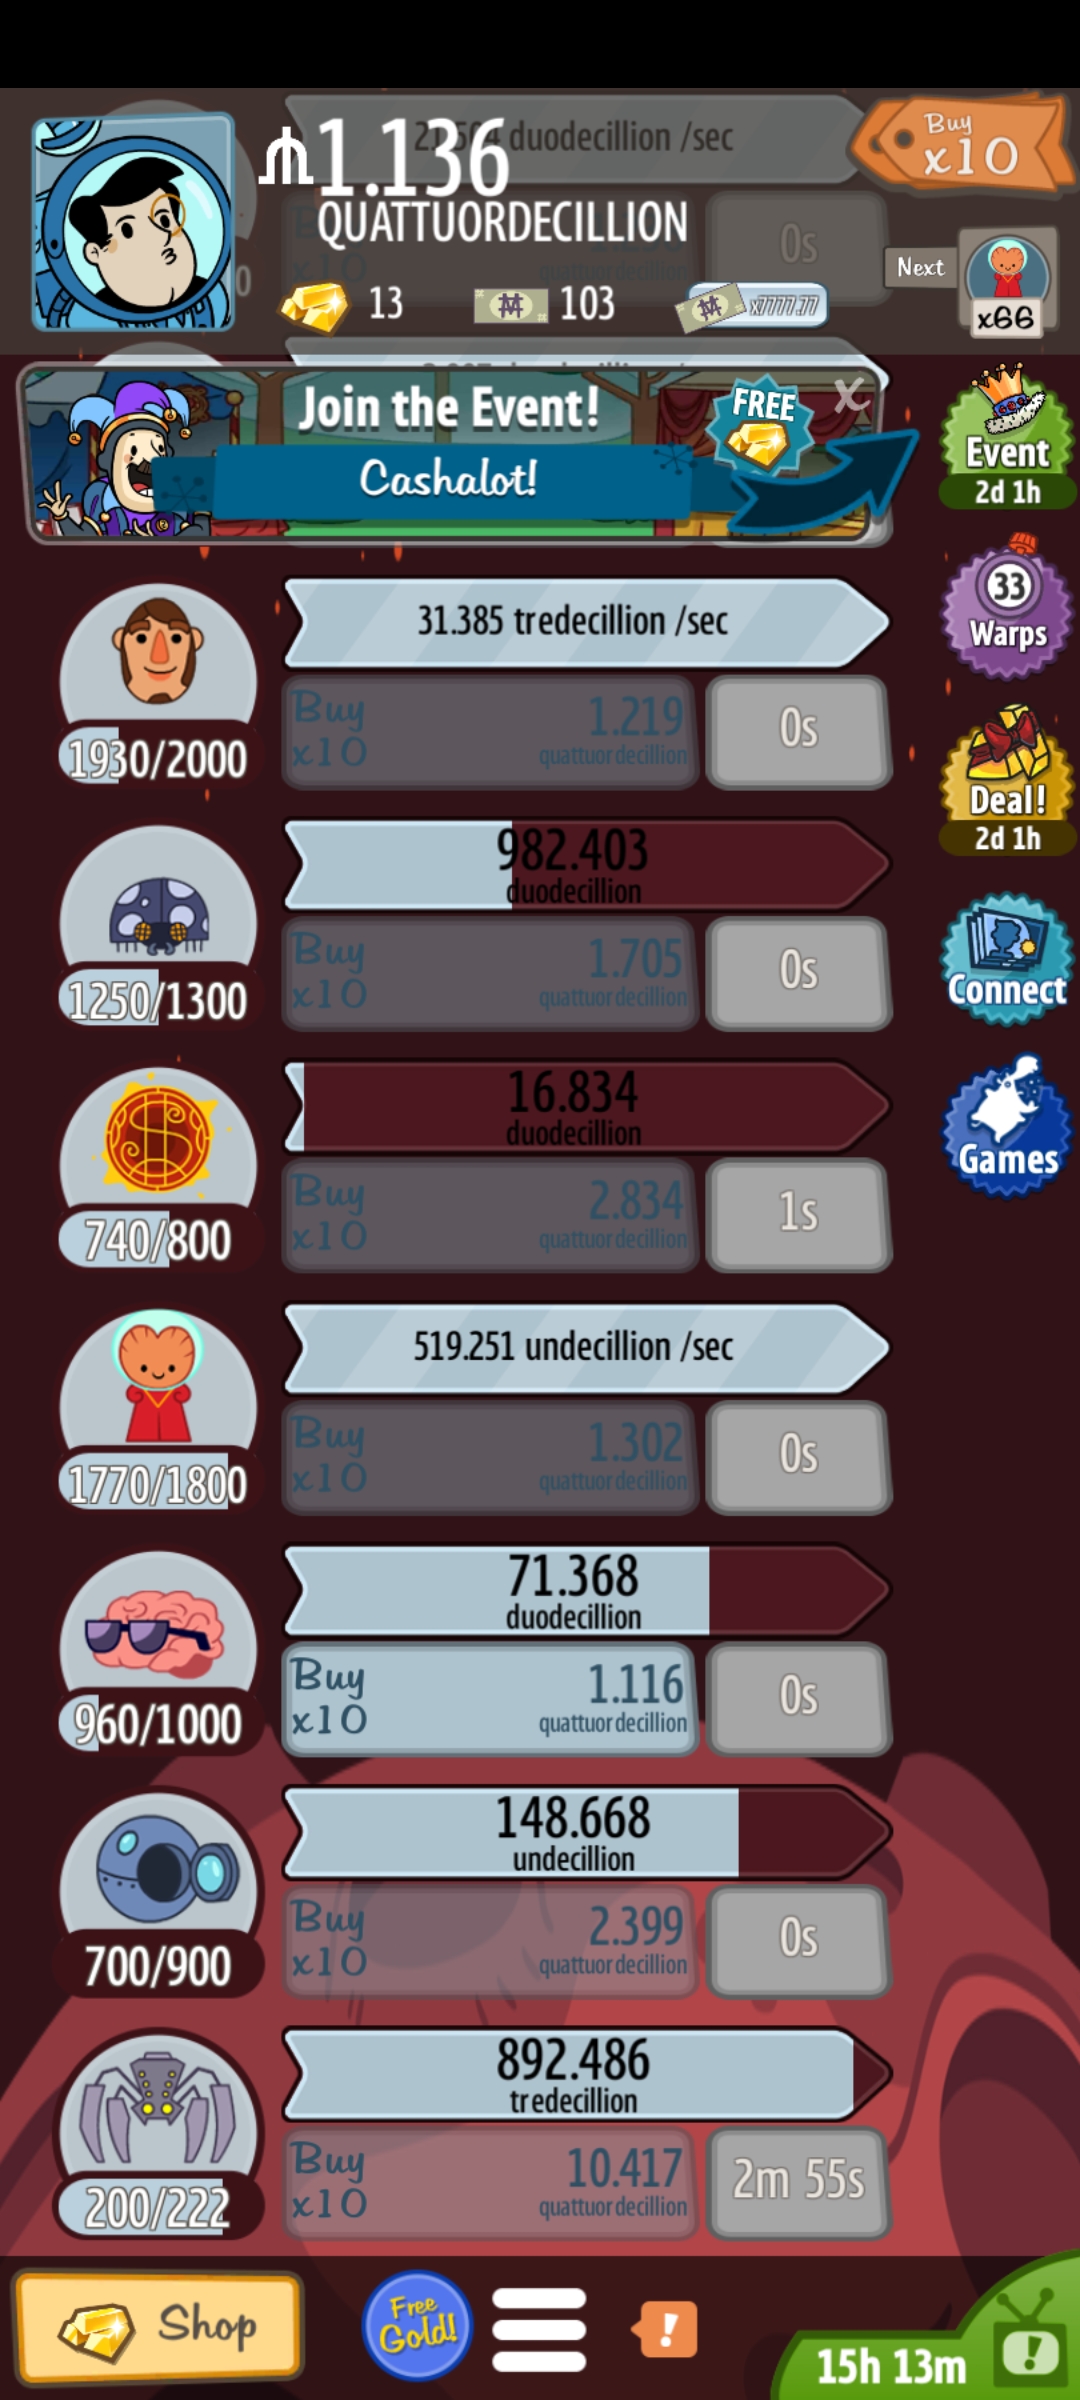 duodecillion /sec
1.136
QUATTUORDECILLION
Buy
x10
0s
13
103
x7777.77
Next
x66
Join the Event!
FREE
X
Cashalot!
Event
2d 1h
33
Warps
Deal!
2d 1h
Connect
Games
31.385 tredecillion /sec
Buy
x10
1.219
quattuordecillion
0s
1930/2000
982.403
duodecillion
Buy
x10
1.705
quattuordecillion
0s
1250/1300
16.834
duodecillion
Buy
x10
2.834
quattuordecillion
1s
740/800
519.251 undecillion /sec
Buy
x10
1.302
quattuordecillion
0s
1770/1800
71.368
duodecillion
Buy
x10
1.116
quattuordecillion
0s
960/1000
148.668
undecillion
Buy
x10
2.399
quattuordecillion
0s
700/900
892.486
tredecillion
Buy
x10
10.417
quattuordecillion
2m 55s
200/222
Shop
Free
Gold!
!
15h 13m
!